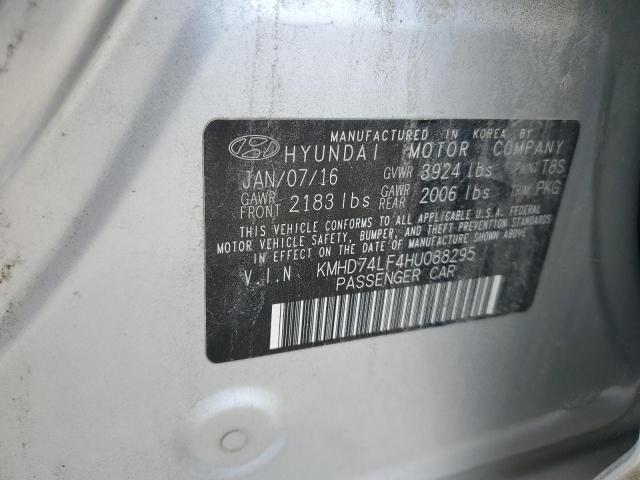 MANUFACTURED IN KOREA BY
HYUNDAI MOTOR COMPANY
JAN/07/16 GVWR 3924 lbs PAINT T8S
GAWR FRONT 2183 lbs GAWR REAR 2006 lbs TRIM PKG
THIS VEHICLE CONFORMS TO ALL APPLICABLE U.S.A. FEDERAL
MOTOR VEHICLE SAFETY, BUMPER, AND THEFT PREVENTION STANDARDS
IN EFFECT ON THE DATE OF MANUFACTURE SHOWN ABOVE.
V.I.N KMHD74LF4HU088295
PASSENGER CAR